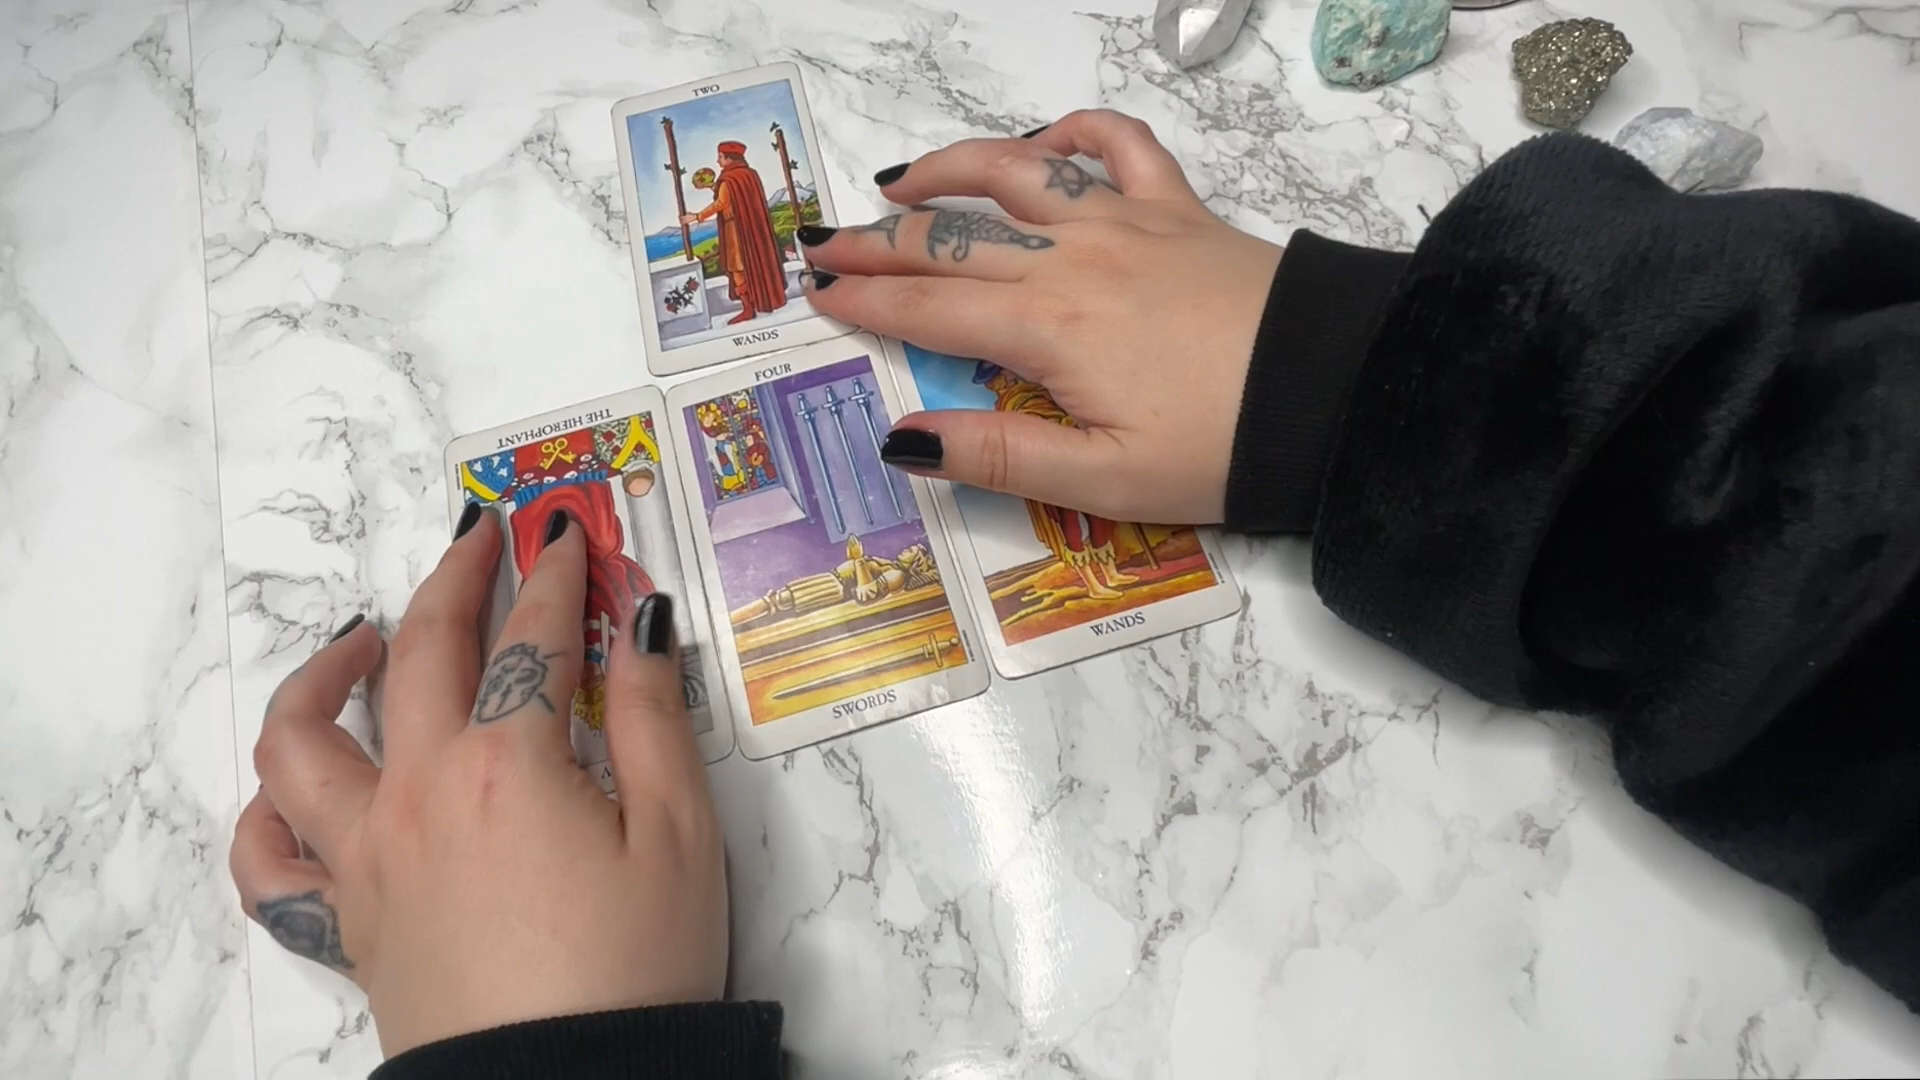 TWO
WANDS
THE HIEROPHANT
V
FOUR
SWORDS
WANDS